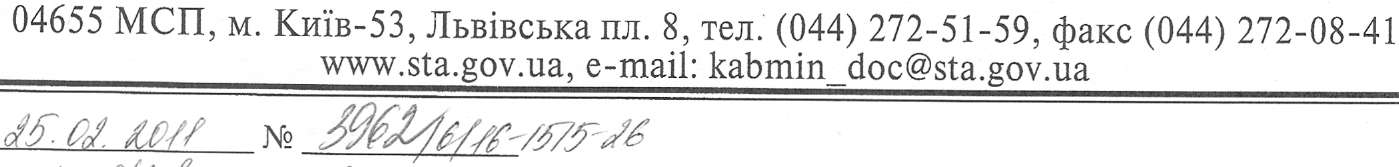 04655 МСП, м. Київ-53, Львівська пл. 8, тел. (044) 272-51-59, факс (044) 272-08-41
www.sta.gov.ua, e-mail: kabmin_doc@sta.gov.ua
25.02.2011 № 3962/6/16-1515-26